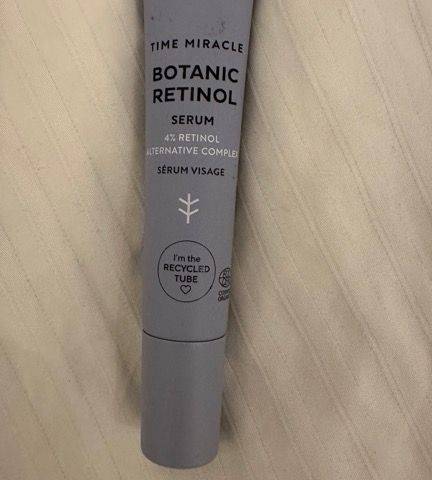 TIME MIRACLE
BOTANIC
RETINOL
SERUM
4% RETINOL
ALTERNATIVE COMPLEX
SÉRUM VISAGE
I'm the
RECYCLED
TUBE